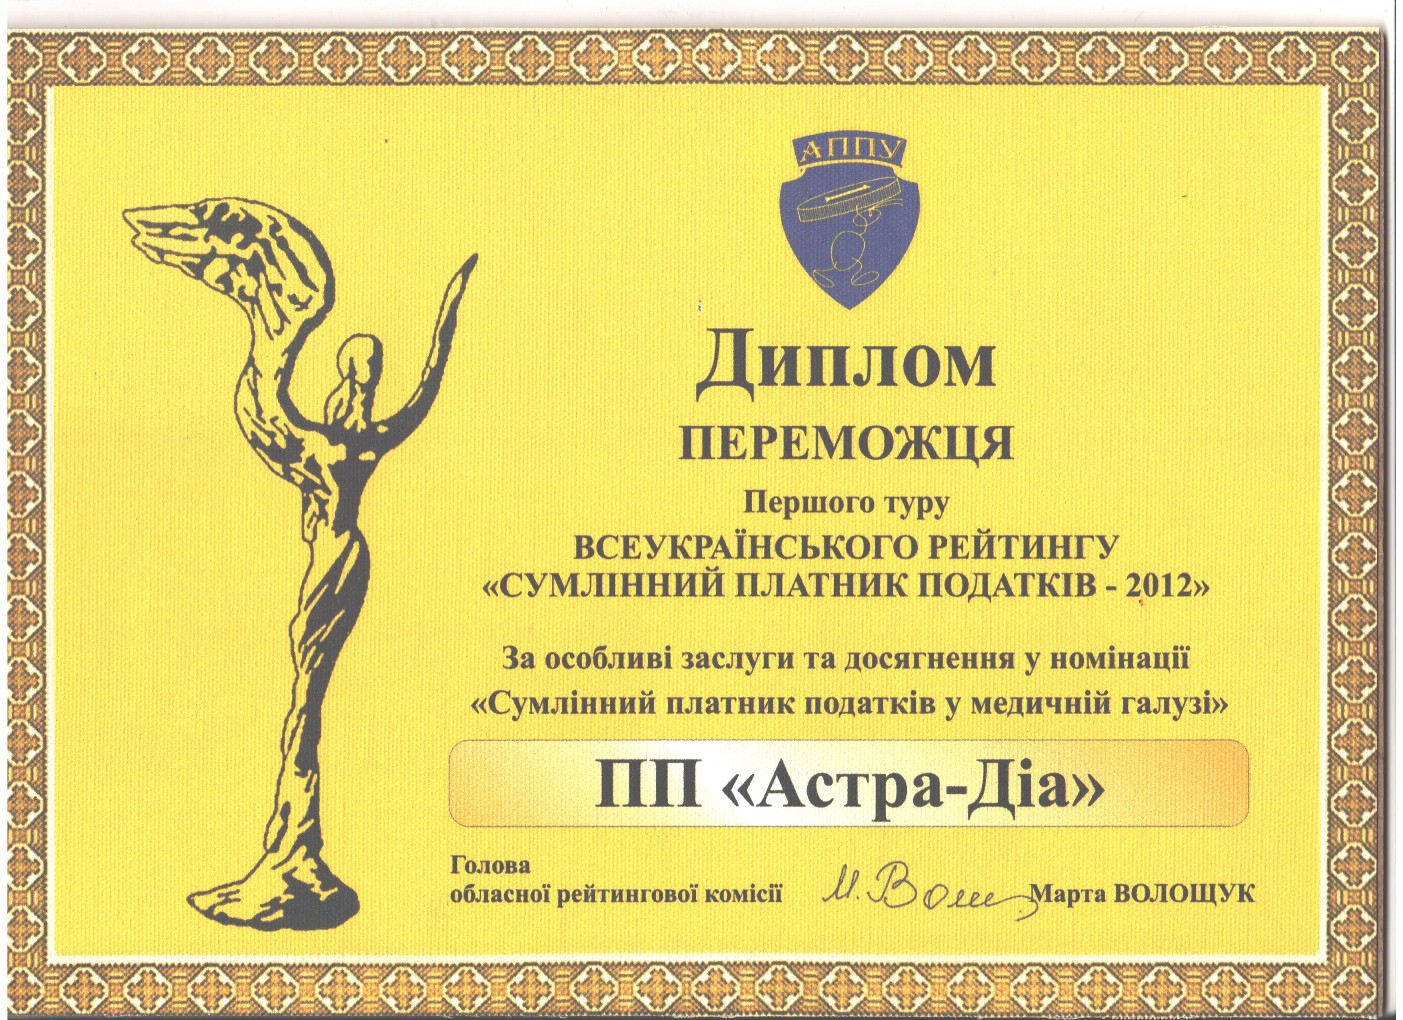 АППУ
Диплом
ПЕРЕМОЖЦЯ
Першого туру
ВСЕУКРАЇНСЬКОГО РЕЙТИНГУ
«СУМЛІННИЙ ПЛАТНИК ПОДАТКІВ - 2012»
За особливі заслуги та досягнення у номінації
«Сумлінний платник податків у медичній галузі»
ПП «Астра-Діа»
Голова
обласної рейтингової комісії М. Вол Марта ВОЛОЩУК